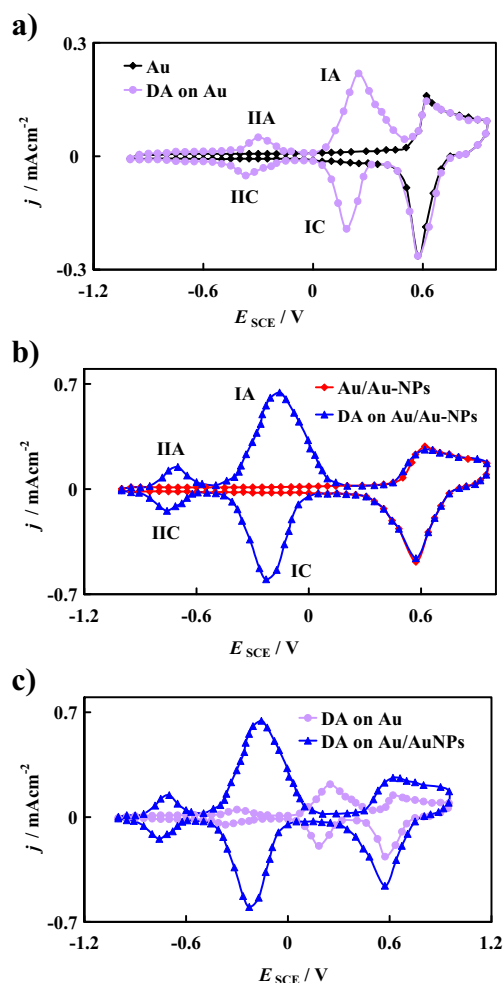 a)
0.3
Au
DA on Au
IA
IIA
0
IIC
IC
-0.3
-1.2 -0.6 0 0.6
j / mAcm-2
E SCE / V
b)
0.7
Au/Au-NPs
DA on Au/Au-NPs
IA
IIA
0
IIC
IC
-0.7
-1.2 -0.6 0 0.6
j / mAcm-2
E SCE / V
c)
0.7
DA on Au
DA on Au/AuNPs
0
-0.7
-1.2 -0.6 0 0.6 1.2
j / mAcm-2
E SCE / V